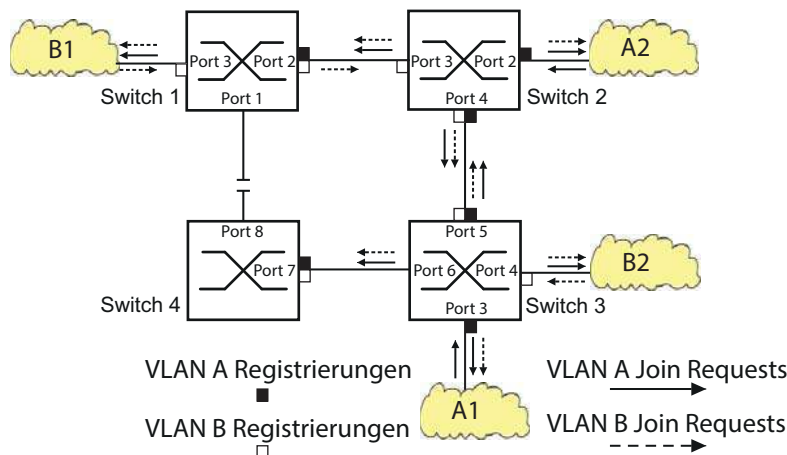 B1
Port 3
Port 2
Port 1
Switch 1
Port 3
Port 2
Port 4
Switch 2
A2
Port 8
Port 7
Switch 4
Port 5
Port 6
Port 4
Port 3
Switch 3
B2
A1
VLAN A Registrierungen
VLAN B Registrierungen
VLAN A Join Requests
VLAN B Join Requests